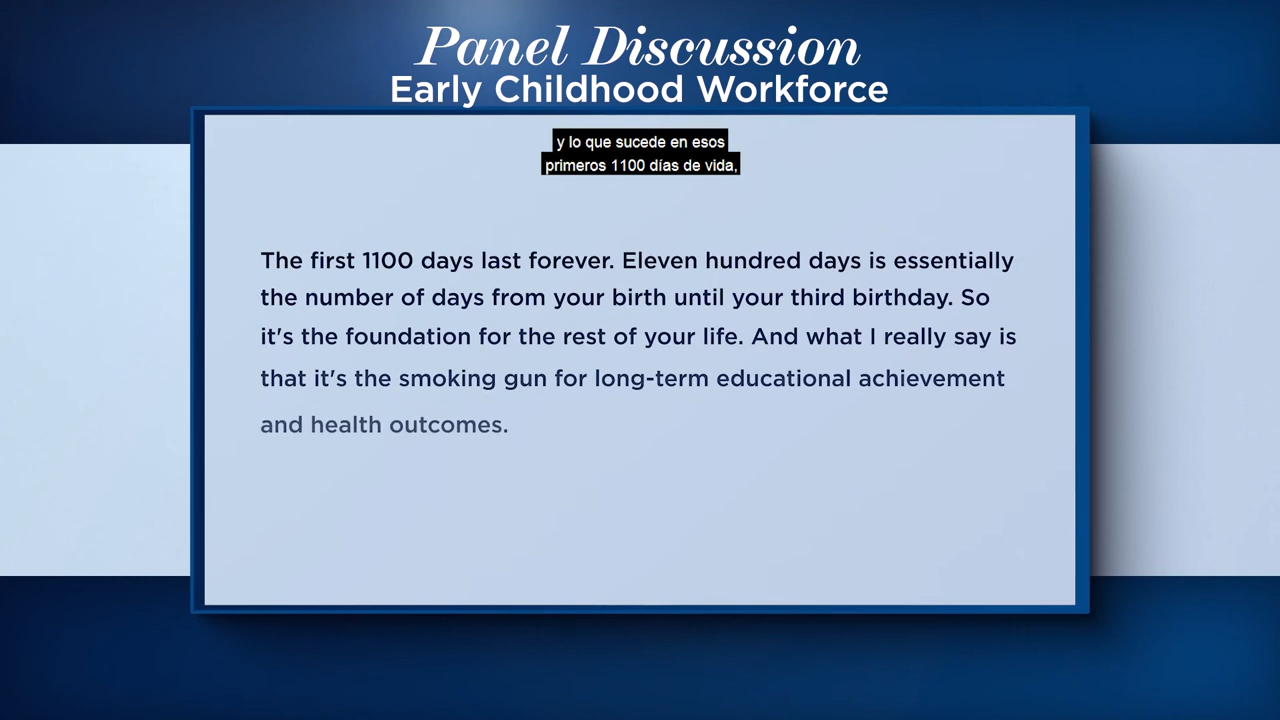 Panel Discussion
Early Childhood Workforce
y lo que sucede en esos
primeros 1100 días de vida,
The first 1100 days last forever. Eleven hundred days is essentially
the number of days from your birth until your third birthday. So
it's the foundation for the rest of your life. And what I really say is
that it's the smoking gun for long-term educational achievement
and health outcomes.